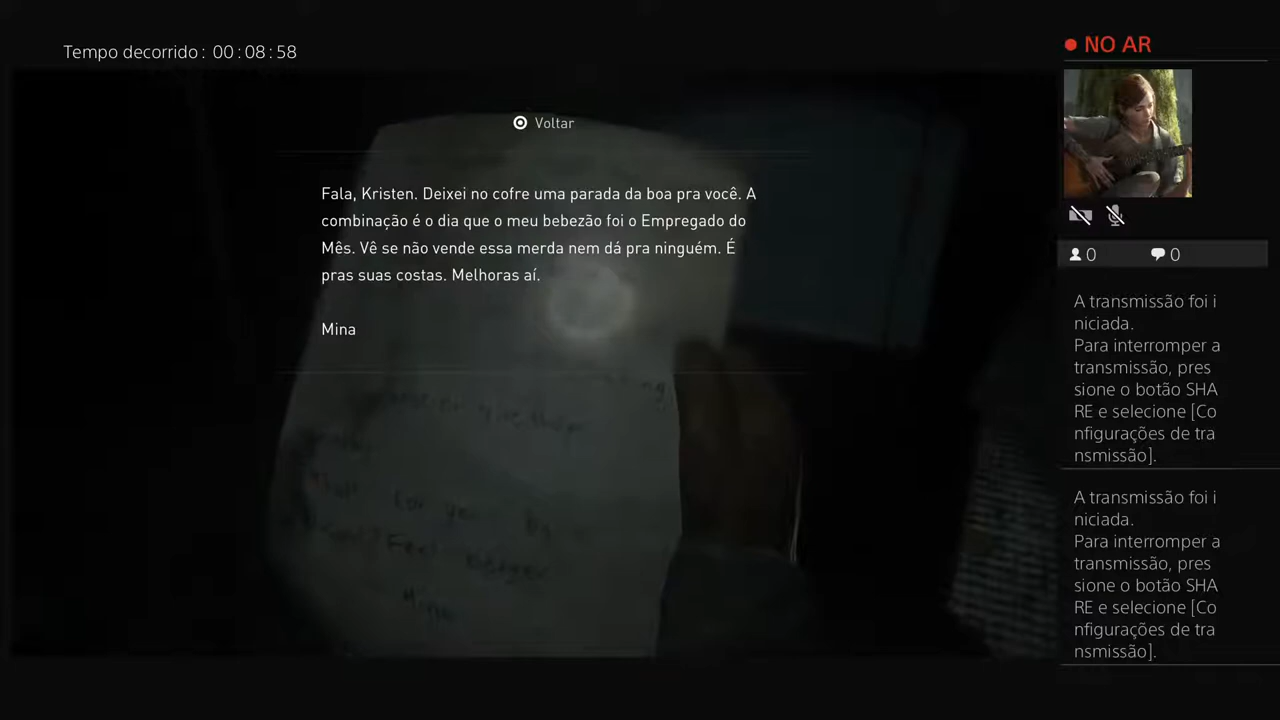 Tempo decorrido: 00:08:58
NO AR
Voltar
Fala, Kristen. Deixei no cofre uma parada da boa pra você. A
combinação é o dia que o meu bebezão foi o Empregado do
Mês. Vê se não vende essa merda nem dá pra ninguém. É
pras suas costas. Melhoras aí.
Mina
0
0
A transmissão foi i
niciada.
Para interromper a
transmissão, pres
sione o botão SHA
RE e selecione [Co
nfigurações de tra
nsmissão].
A transmissão foi i
niciada.
Para interromper a
transmissão, pres
sione o botão SHA
RE e selecione [Co
nfigurações de tra
nsmissão].